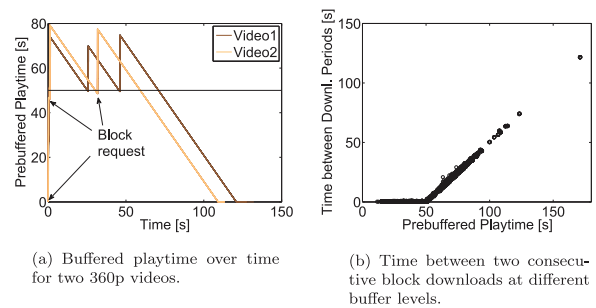 Prebuffered Playtime [s]
80
60
40
20
0
Video1
Video2
Block
request
0
50
100
150
Time [s]
Time between Downl. Periods [s]
150
100
50
0
0
50
100
150
Prebuffered Playtime [s]
(a) Buffered playtime over time
for two 360p videos.
(b) Time between two consecu-
tive block downloads at different
buffer levels.